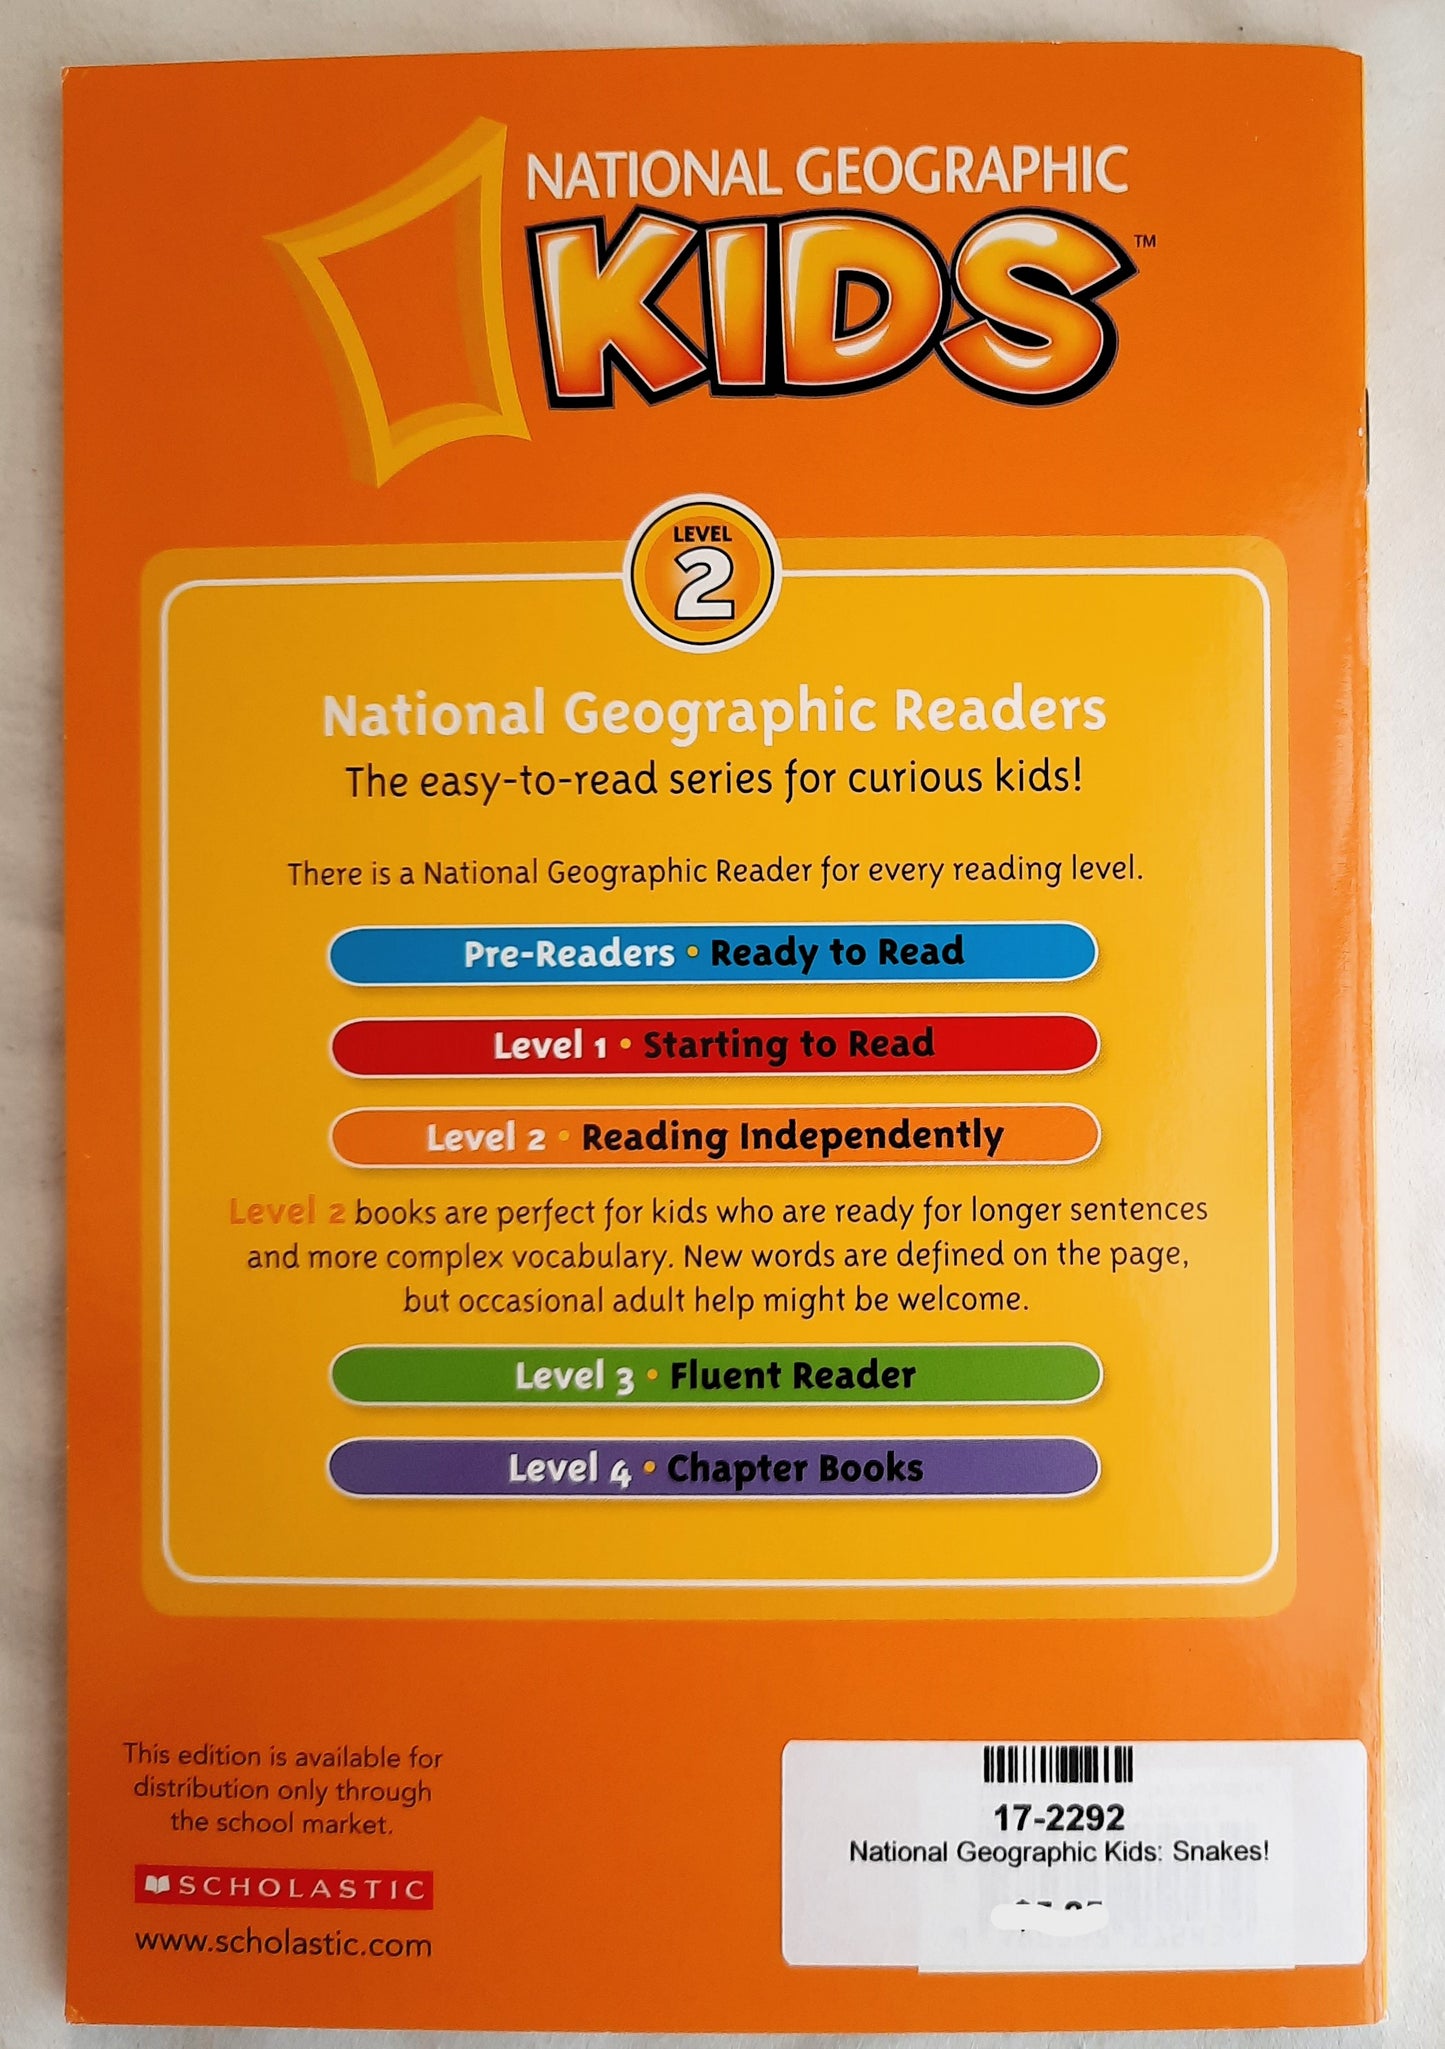 NATIONAL GEOGRAPHIC
KIDS™
LEVEL
2
National Geographic Readers
The easy-to-read series for curious kids!
There is a National Geographic Reader for every reading level.
Pre-Readers • Ready to Read
Level 1 • Starting to Read
Level 2 • Reading Independently
Level 2 books are perfect for kids who are ready for longer sentences
and more complex vocabulary. New words are defined on the page,
but occasional adult help might be welcome.
Level 3 • Fluent Reader
Level 4 • Chapter Books
This edition is available for
distribution only through
the school market.
SCHOLASTIC
www.scholastic.com
17-2292
National Geographic Kids: Snakes!